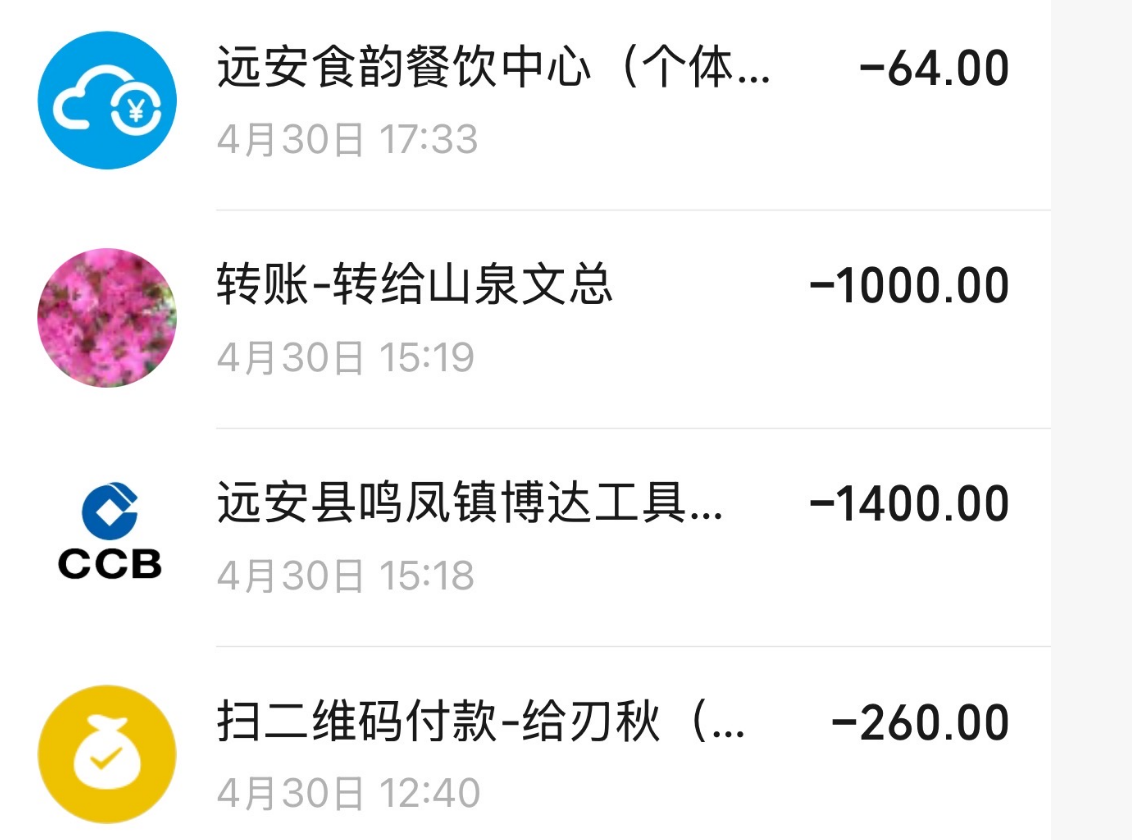 远安食韵餐饮中心（个体... -64.00
4月30日 17:33
转账-转给山泉文总 -1000.00
4月30日 15:19
远安县鸣凤镇博达工具... -1400.00
CCB
4月30日 15:18
扫二维码付款-给刃秋（... -260.00
4月30日 12:40